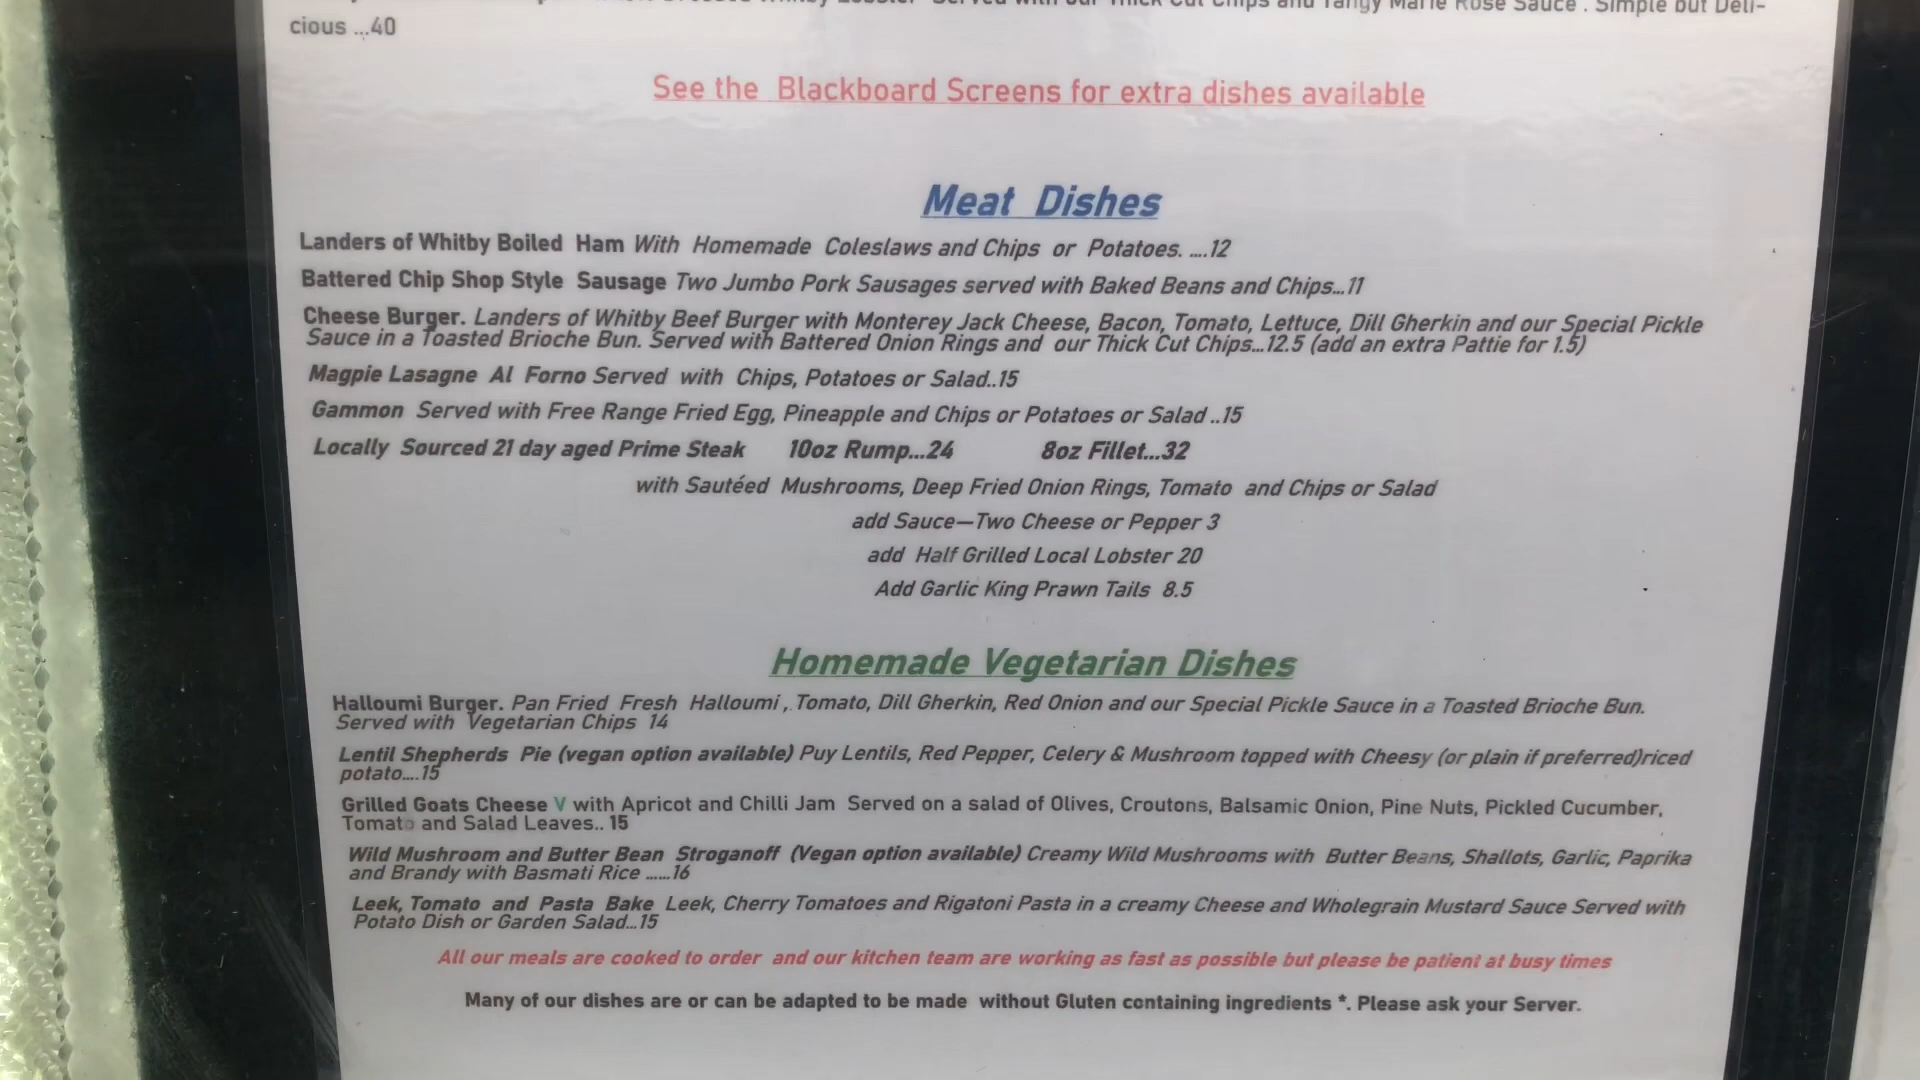 Served with our Thick Cut Chips and Tangy Marie Rose Sauce . Simple but Deli-
cious ...40
See the Blackboard Screens for extra dishes available
Meat Dishes
Landers of Whitby Boiled Ham With Homemade Coleslaws and Chips or Potatoes. ....12
Battered Chip Shop Style Sausage Two Jumbo Pork Sausages served with Baked Beans and Chips...11
Cheese Burger. Landers of Whitby Beef Burger with Monterey Jack Cheese, Bacon, Tomato, Lettuce, Dill Gherkin and our Special Pickle
Sauce in a Toasted Brioche Bun. Served with Battered Onion Rings and our Thick Cut Chips...12.5 (add an extra Pattie for 1.5)
Magpie Lasagne Al Forno Served with Chips, Potatoes or Salad..15
Gammon Served with Free Range Fried Egg, Pineapple and Chips or Potatoes or Salad ..15
Locally Sourced 21 day aged Prime Steak 10oz Rump...24 8oz Fillet...32
with Sautéed Mushrooms, Deep Fried Onion Rings, Tomato and Chips or Salad
add Sauce—Two Cheese or Pepper 3
add Half Grilled Local Lobster 20
Add Garlic King Prawn Tails 8.5
Homemade Vegetarian Dishes
Halloumi Burger. Pan Fried Fresh Halloumi , Tomato, Dill Gherkin, Red Onion and our Special Pickle Sauce in a Toasted Brioche Bun.
Served with Vegetarian Chips 14
Lentil Shepherds Pie (vegan option available) Puy Lentils, Red Pepper, Celery & Mushroom topped with Cheesy (or plain if preferred)riced
potato....15
Grilled Goats Cheese V with Apricot and Chilli Jam Served on a salad of Olives, Croutons, Balsamic Onion, Pine Nuts, Pickled Cucumber,
Tomato and Salad Leaves.. 15
Wild Mushroom and Butter Bean Stroganoff (Vegan option available) Creamy Wild Mushrooms with Butter Beans, Shallots, Garlic, Paprika
and Brandy with Basmati Rice ......16
Leek, Tomato and Pasta Bake Leek, Cherry Tomatoes and Rigatoni Pasta in a creamy Cheese and Wholegrain Mustard Sauce Served with
Potato Dish or Garden Salad...15
All our meals are cooked to order and our kitchen team are working as fast as possible but please be patient at busy times
Many of our dishes are or can be adapted to be made without Gluten containing ingredients *. Please ask your Server.